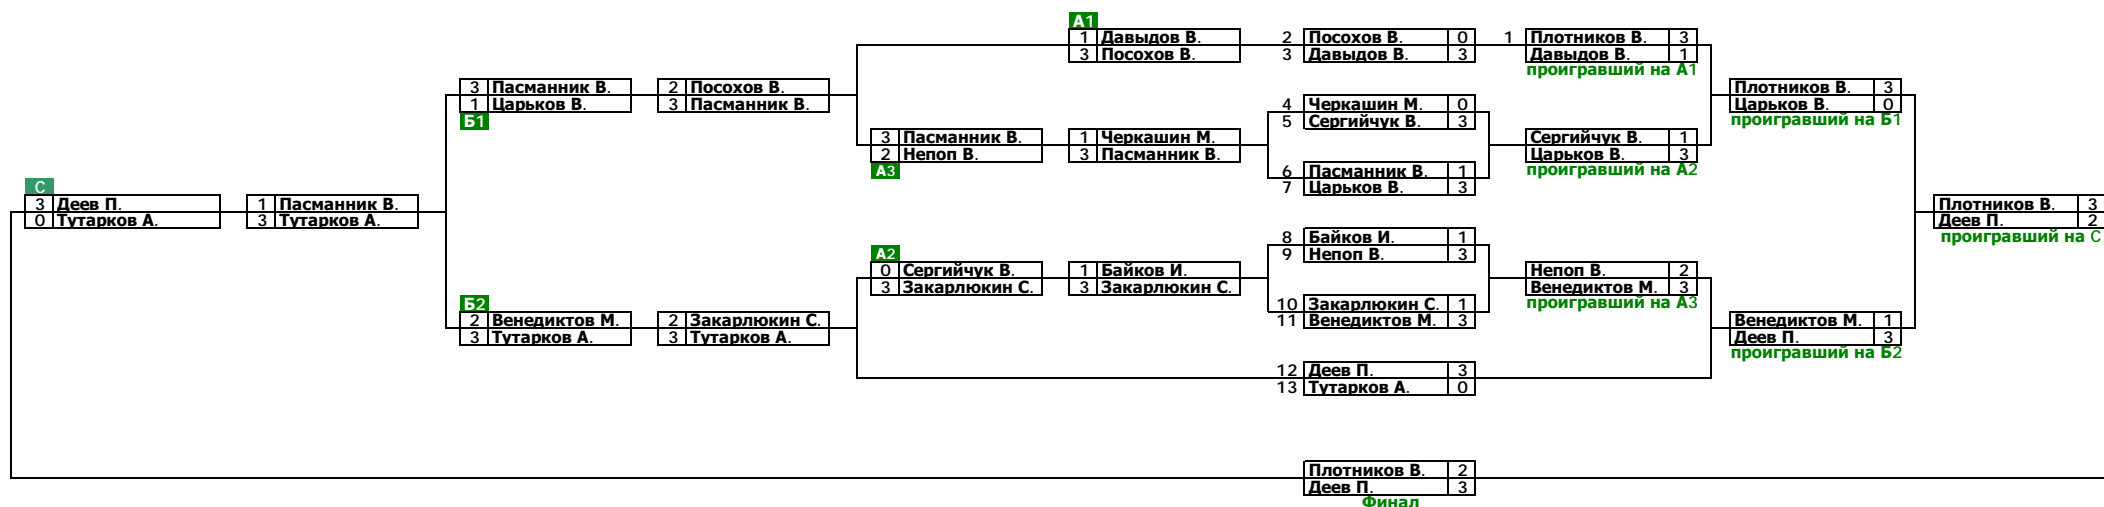 А1
1 Давыдов В. 2 Посохов В. 0 1 Плотников В. 3
3 Посохов В. 3 Давыдов В. 3 Давыдов В. 1
проигравший на А1
3 Пасманник В. 2 Посохов В. Плотников В. 3
1 Царьков В. 3 Пасманник В. 4 Черкашин М. 0 Царьков В. 0
Б1 5 Сергийчук В. 3 проигравший на Б1
3 Пасманник В. 1 Черкашин М. Сергийчук В. 1
2 Непоп В. 3 Пасманник В. Царьков В. 3
А3 6 Пасманник В. 1 проигравший на А2
С 7 Царьков В. 3
3 Деев П. 1 Пасманник В. Плотников В. 3
0 Тутарков А. 3 Тутарков А. Деев П. 2
8 Байков И. 1 проигравший на С
А2 9 Непоп В. 3
0 Сергийчук В. 1 Байков И. Непоп В. 2
3 Закарлюкин С. 3 Закарлюкин С. Венедиктов М. 3
Б2 10 Закарлюкин С. 1 проигравший на А3
2 Венедиктов М. 2 Закарлюкин С. 11 Венедиктов М. 3 Венедиктов М. 1
3 Тутарков А. 3 Тутарков А. Деев П. 3
проигравший на Б2
12 Деев П. 3
13 Тутарков А. 0
Плотников В. 2
Деев П. 3
Финал